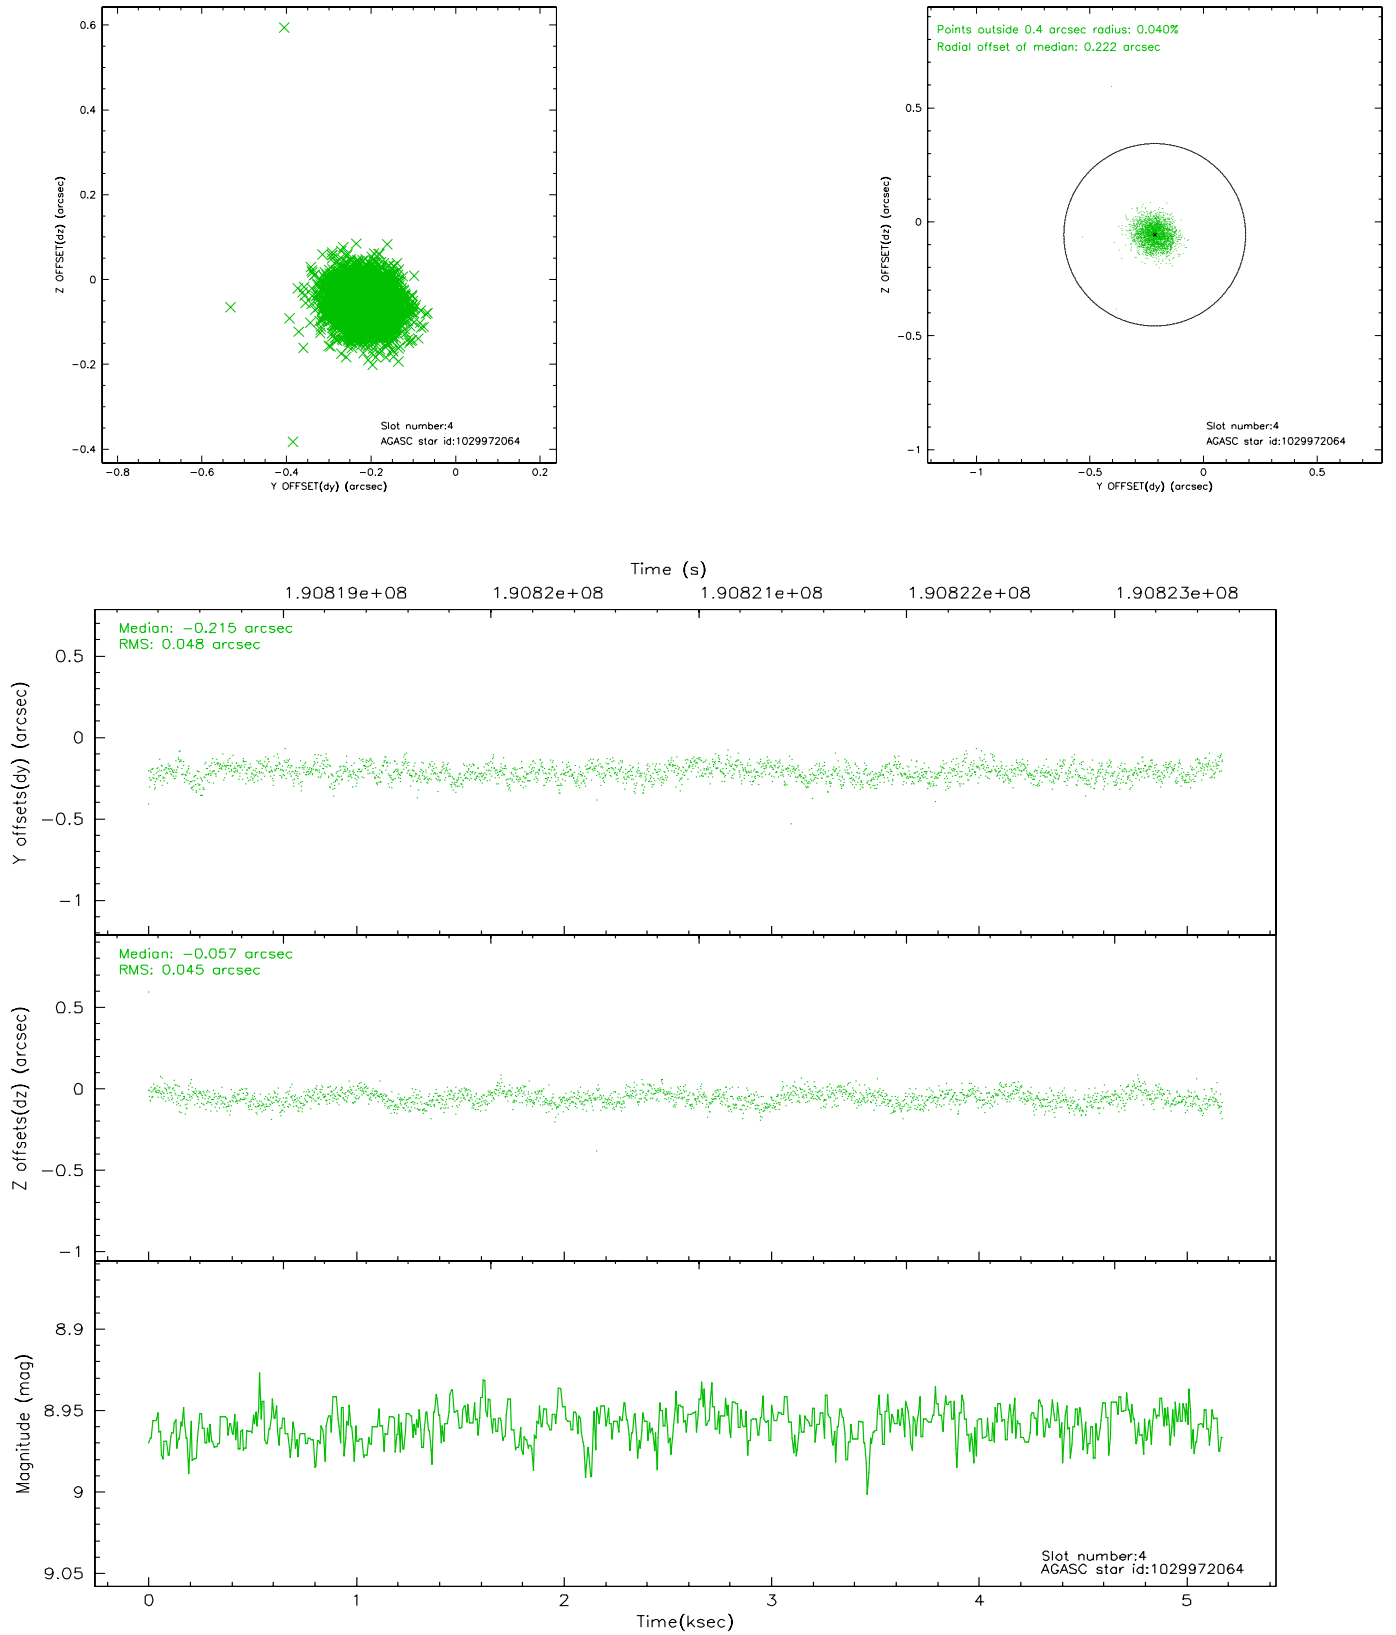 0.6
0.4
0.2
0
−0.2
−0.4
Z OFFSET(dz) (arcsec)
−0.8
−0.6
−0.4
−0.2
0
0.2
Y OFFSET(dy) (arcsec)
Slot number:4
AGASC star id:1029972064
Points outside 0.4 arcsec radius: 0.040%
Radial offset of median: 0.222 arcsec
0.5
0
−0.5
−1
Z OFFSET(dz) (arcsec)
−1
−0.5
0
0.5
Y OFFSET(dy) (arcsec)
Slot number:4
AGASC star id:1029972064
Time (s)
1.90819e+08
1.9082e+08
1.90821e+08
1.90822e+08
1.90823e+08
Median: −0.215 arcsec
RMS: 0.048 arcsec
0.5
0
−0.5
−1
Y offsets(dy) (arcsec)
Median: −0.057 arcsec
RMS: 0.045 arcsec
0.5
0
−0.5
−1
Z offsets(dz) (arcsec)
8.9
8.95
9
9.05
Magnitude (mag)
Slot number:4
AGASC star id:1029972064
0
1
2
3
4
5
Time(ksec)